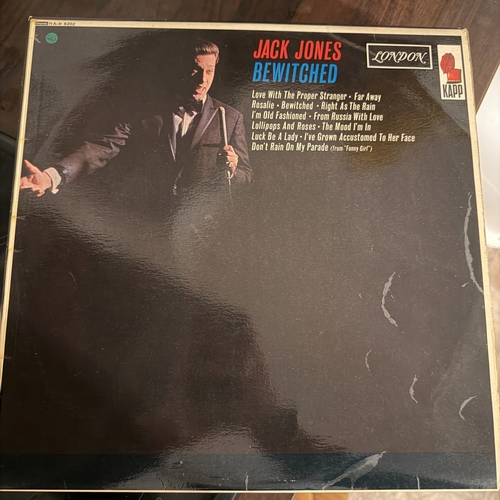 HA-R 8202
JACK JONES
LONDON
BEWITCHED
KAPP
Love With The Proper Stranger • Far Away
Rosalie • Bewitched • Right As The Rain
I'm Old Fashioned • From Russia With Love
Lollipops And Roses • The Mood I'm In
Luck Be A Lady • I've Grown Accustomed To Her Face
Don't Rain On My Parade (from "Funny Girl")